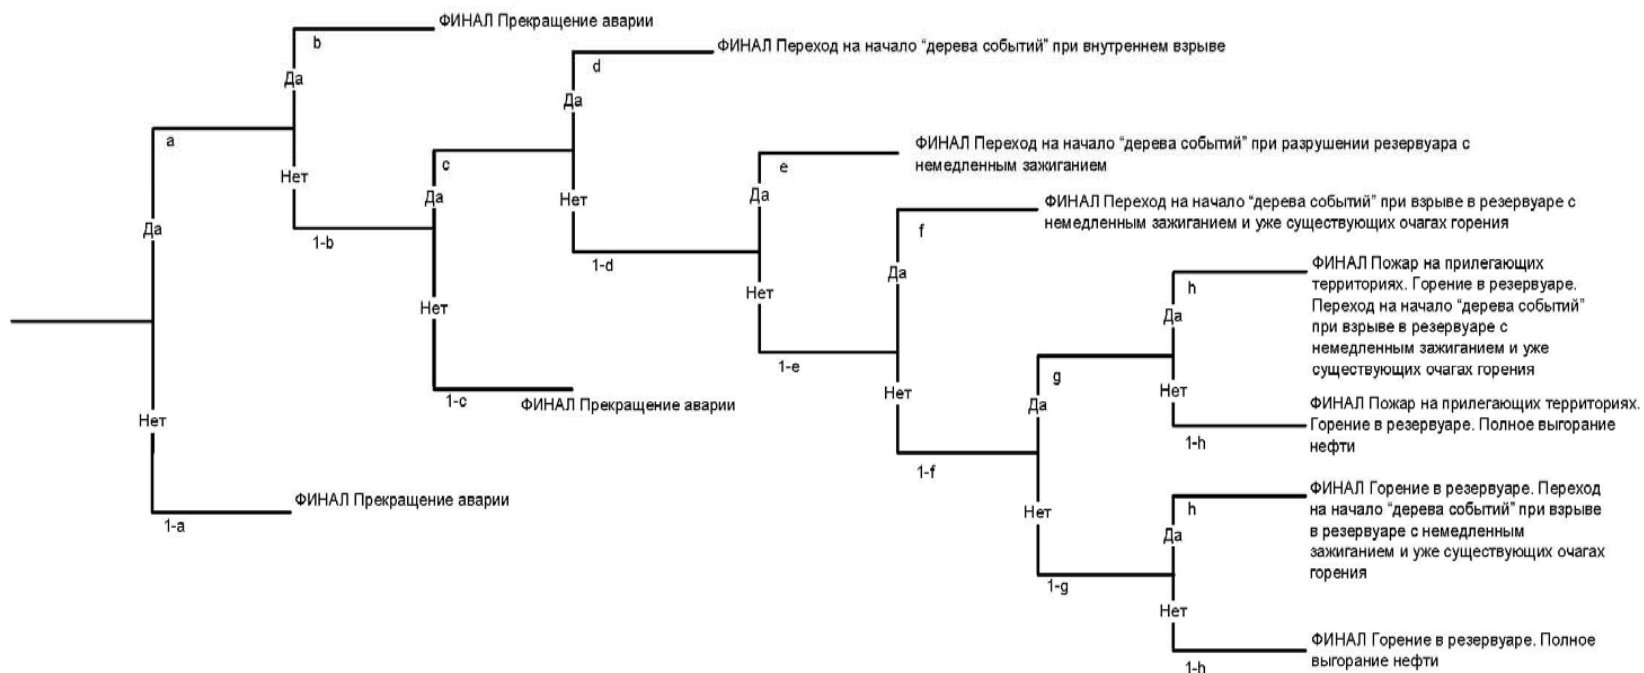 ФИНАЛ Прекращение аварии
b
ФИНАЛ Переход на начало “дерева событий” при внутреннем взрыве
d
Да
Да
a
ФИНАЛ Переход на начало “дерева событий” при разрушении резервуара с
немедленным зажиганием
c
e
Нет
Да
Нет
Да
ФИНАЛ Переход на начало “дерева событий” при взрыве в резервуаре с
немедленным зажиганием и уже существующих очагах горения
Да
f
1-b
1-d
ФИНАЛ Пожар на прилегающих
территориях. Горение в резервуаре.
Переход на начало “дерева событий”
при взрыве в резервуаре с
немедленным зажиганием и уже
существующих очагах горения
Да
h
Нет
Нет
Да
1-e
g
Нет
Нет
Да
1-c
ФИНАЛ Прекращение аварии
ФИНАЛ Пожар на прилегающих территориях.
Горение в резервуаре. Полное выгорание
нефти
Нет
1-h
1-f
ФИНАЛ Прекращение аварии
1-a
ФИНАЛ Горение в резервуаре. Переход
на начало “дерева событий” при взрыве
в резервуаре с немедленным
зажиганием и уже существующих очагах
горения
h
Нет
Да
1-g
Нет
ФИНАЛ Горение в резервуаре. Полное
выгорание нефти
1-h